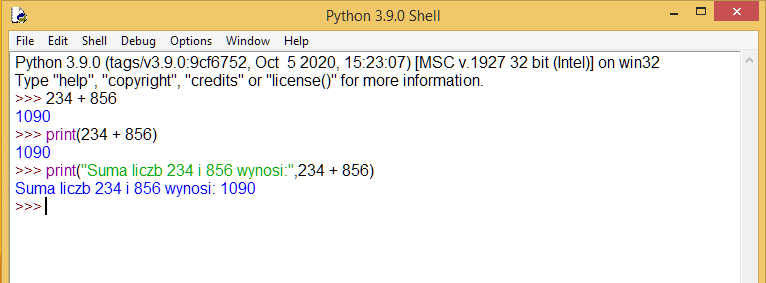 Python 3.9.0 Shell
File Edit Shell Debug Options Window Help
Python 3.9.0 (tags/v3.9.0:9cf6752, Oct  5 2020, 15:23:07) [MSC v.1927 32 bit (Intel)] on win32
Type "help", "copyright", "credits" or "license()" for more information.
>>> 234 + 856
1090
>>> print(234 + 856)
1090
>>> print("Suma liczb 234 i 856 wynosi:",234 + 856)
Suma liczb 234 i 856 wynosi: 1090
>>>